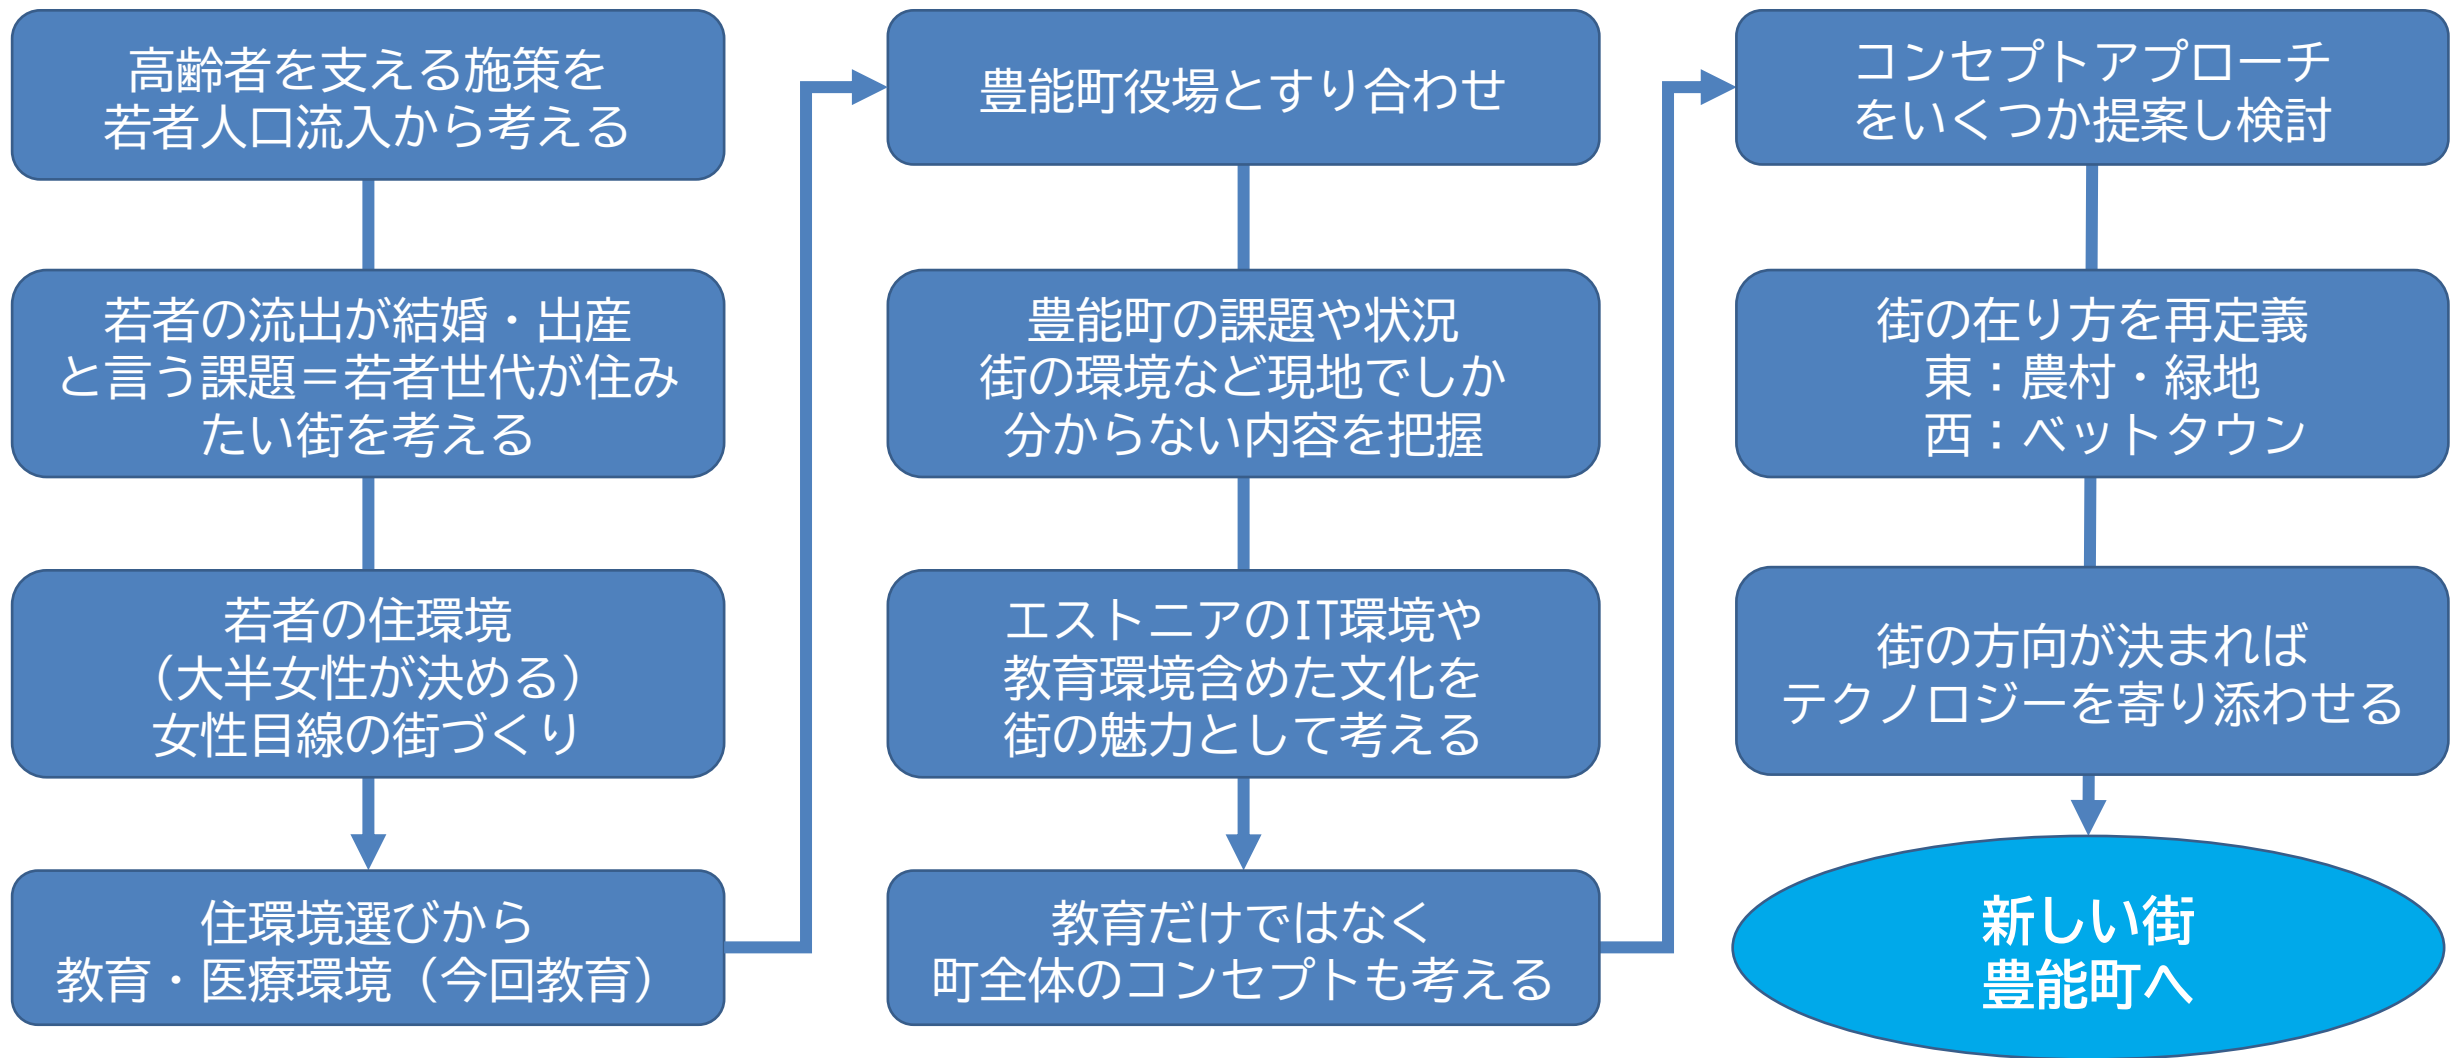 高齢者を支える施策を
若者人口流入から考える
若者の流出が結婚・出産
と言う課題＝若者世代が住み
たい街を考える
若者の住環境
（大半女性が決める）
女性目線の街づくり
住環境選びから
教育・医療環境（今回教育）
豊能町役場とすり合わせ
豊能町の課題や状況
街の環境など現地でしか
分からない内容を把握
エストニアのIT環境や
教育環境含めた文化を
街の魅力として考える
教育だけではなく
町全体のコンセプトも考える
コンセプトアプローチ
をいくつか提案し検討
街の在り方を再定義
東：農村・緑地
西：ベットタウン
街の方向が決まれば
テクノロジーを寄り添わせる
新しい街
豊能町へ